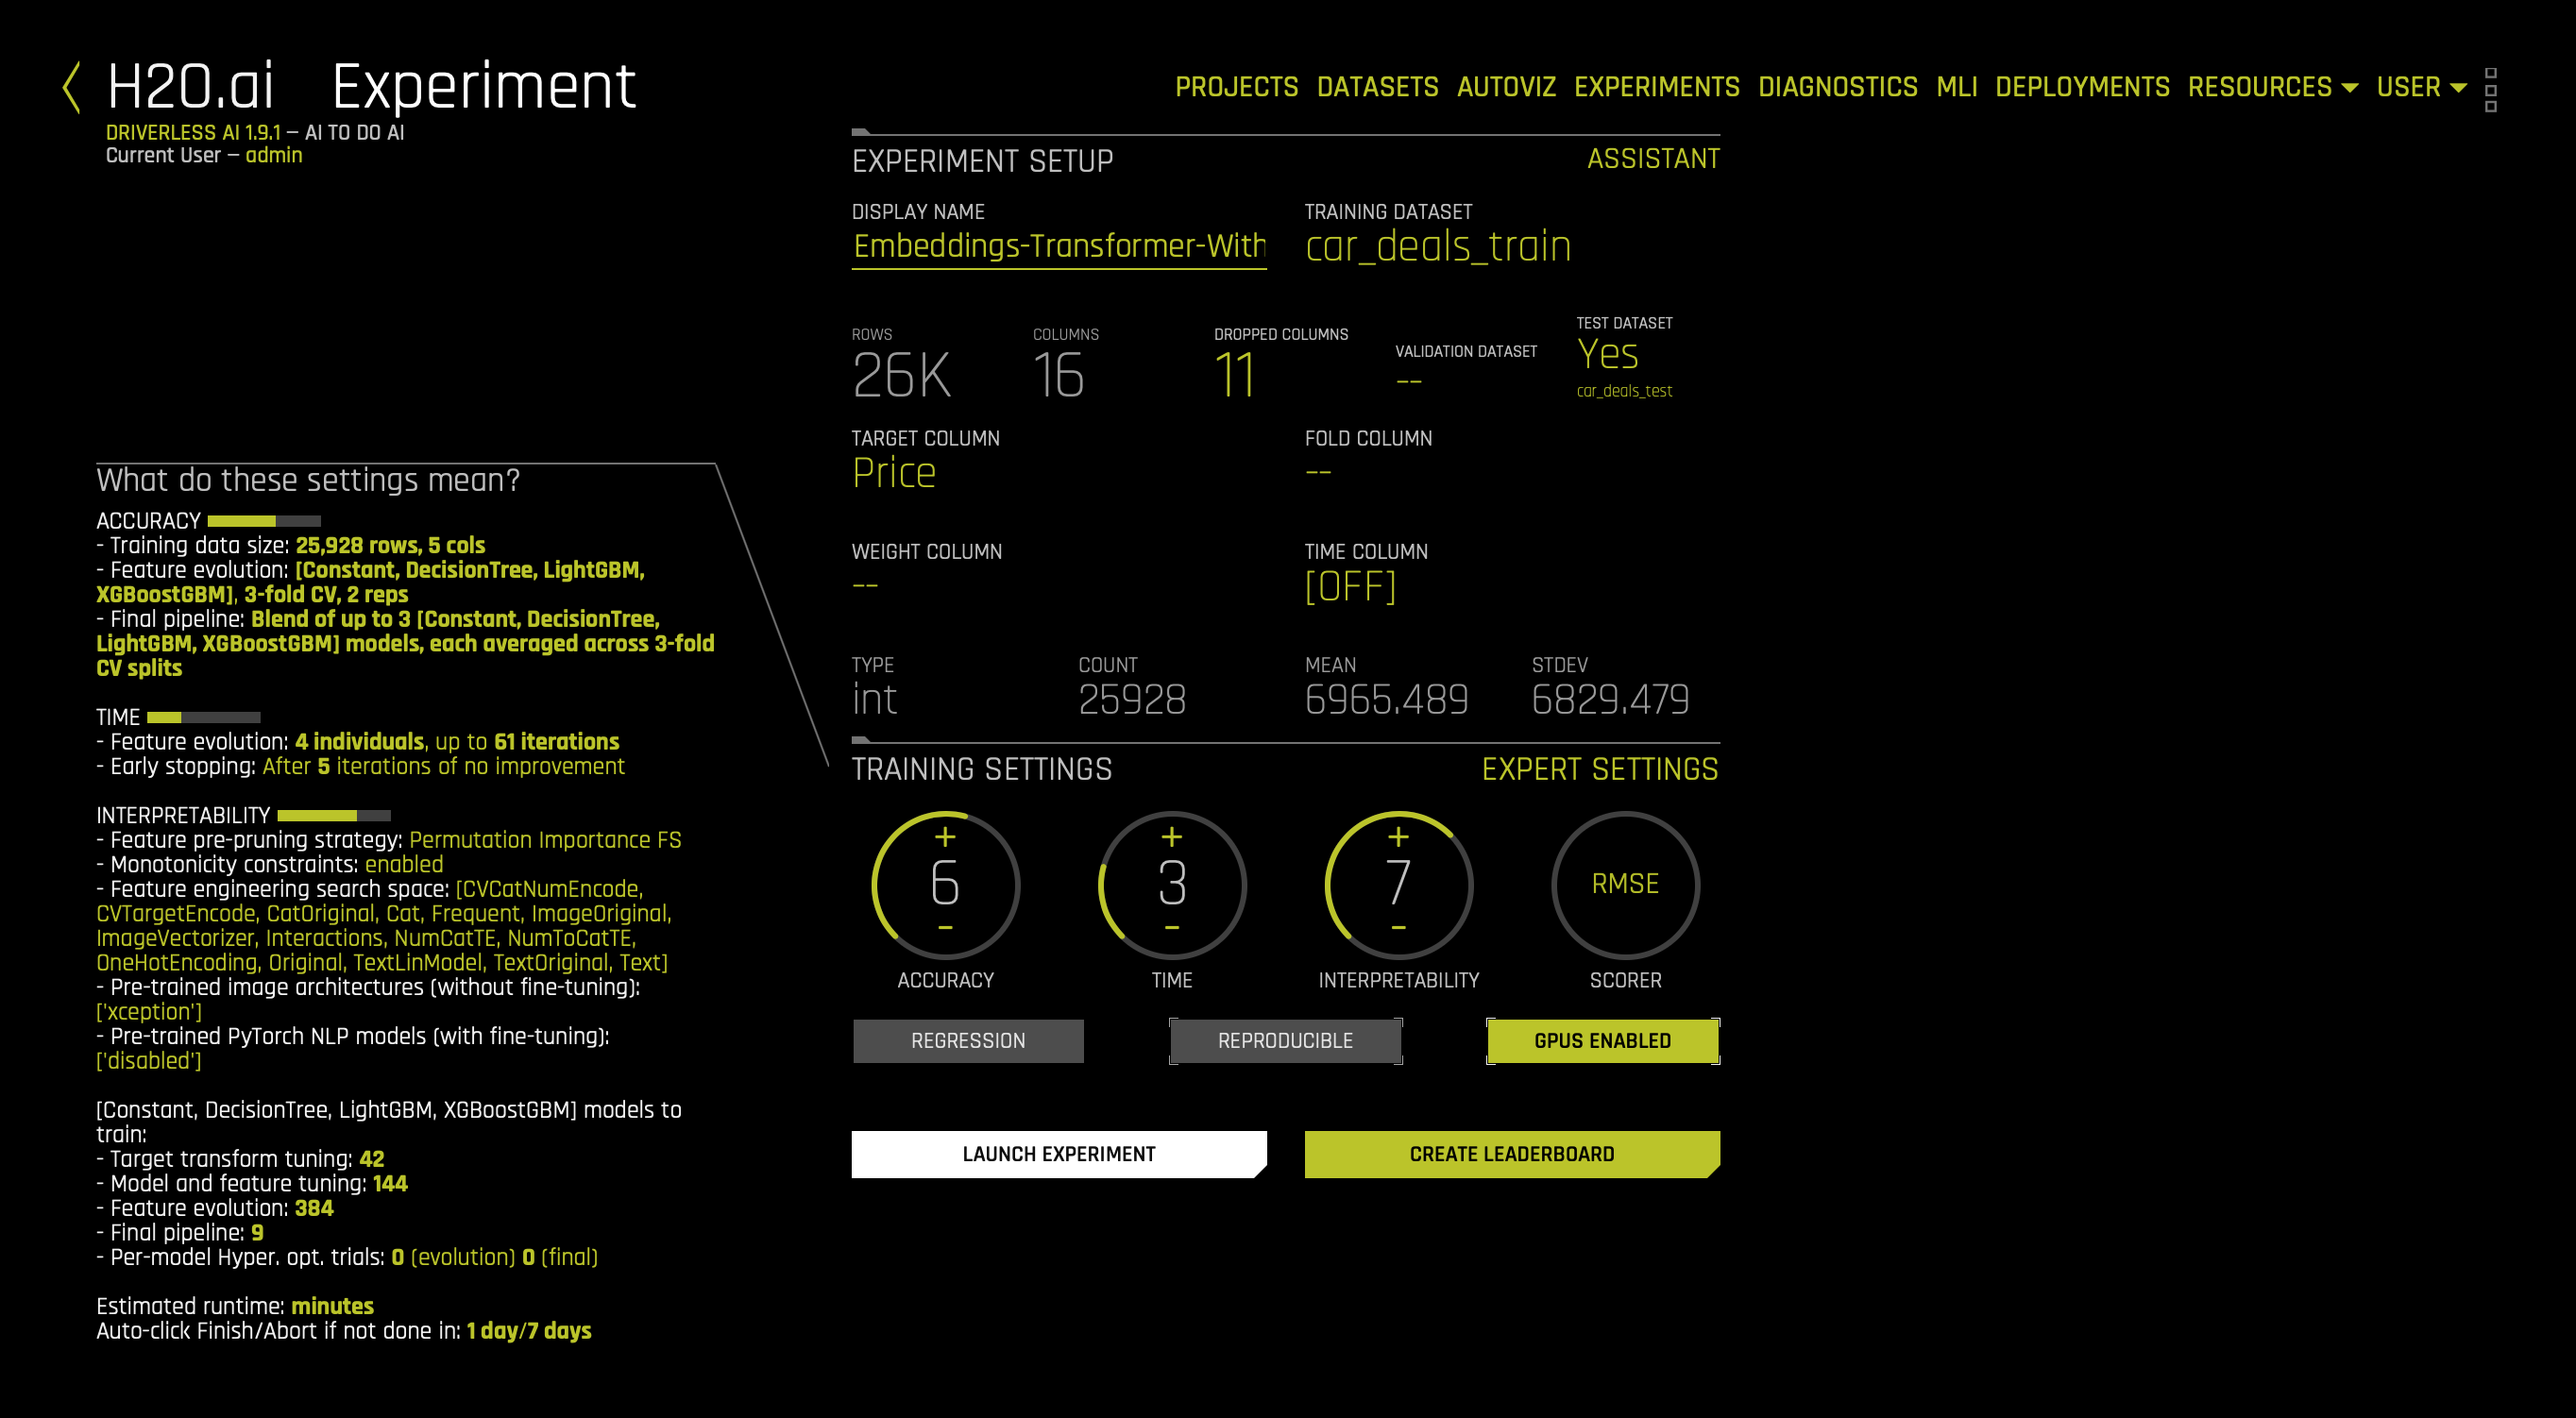 H2O.ai Experiment
DRIVERLESS AI 1.9.1 – AI TO DO AI
Current User – admin
PROJECTS DATASETS AUTOVIZ EXPERIMENTS DIAGNOSTICS MLI DEPLOYMENTS RESOURCES USER
What do these settings mean?
ACCURACY
- Training data size: 25,928 rows, 5 cols
- Feature evolution: [Constant, DecisionTree, LightGBM,
XGBoostGBM], 3-fold CV, 2 reps
- Final pipeline: Blend of up to 3 [Constant, DecisionTree,
LightGBM, XGBoostGBM] models, each averaged across 3-fold
CV splits
TIME
- Feature evolution: 4 individuals, up to 61 iterations
- Early stopping: After 5 iterations of no improvement
INTERPRETABILITY
- Feature pre-pruning strategy: Permutation Importance FS
- Monotonicity constraints: enabled
- Feature engineering search space: [CVCatNumEncode,
CVTargetEncode, CatOriginal, Cat, Frequent, ImageOriginal,
ImageVectorizer, Interactions, NumCatTE, NumToCatTE,
OneHotEncoding, Original, TextLinModel, TextOriginal, Text]
- Pre-trained image architectures (without fine-tuning):
['xception']
- Pre-trained PyTorch NLP models (with fine-tuning):
['disabled']
[Constant, DecisionTree, LightGBM, XGBoostGBM] models to
train:
- Target transform tuning: 42
- Model and feature tuning: 144
- Feature evolution: 384
- Final pipeline: 9
- Per-model Hyper. opt. trials: 0 (evolution) 0 (final)
Estimated runtime: minutes
Auto-click Finish/Abort if not done in: 1 day/7 days
EXPERIMENT SETUP ASSISTANT
DISPLAY NAME TRAINING DATASET
Embeddings-Transformer-With car_deals_train
ROWS COLUMNS DROPPED COLUMNS VALIDATION DATASET TEST DATASET
26K 16 11 -- Yes
car_deals_test
TARGET COLUMN FOLD COLUMN
Price --
WEIGHT COLUMN TIME COLUMN
-- [OFF]
TYPE COUNT MEAN STDEV
int 25928 6965.489 6829.479
TRAINING SETTINGS EXPERT SETTINGS
+ + +
6 3 7 RMSE
- - -
ACCURACY TIME INTERPRETABILITY SCORER
REGRESSION REPRODUCIBLE GPUS ENABLED
LAUNCH EXPERIMENT CREATE LEADERBOARD